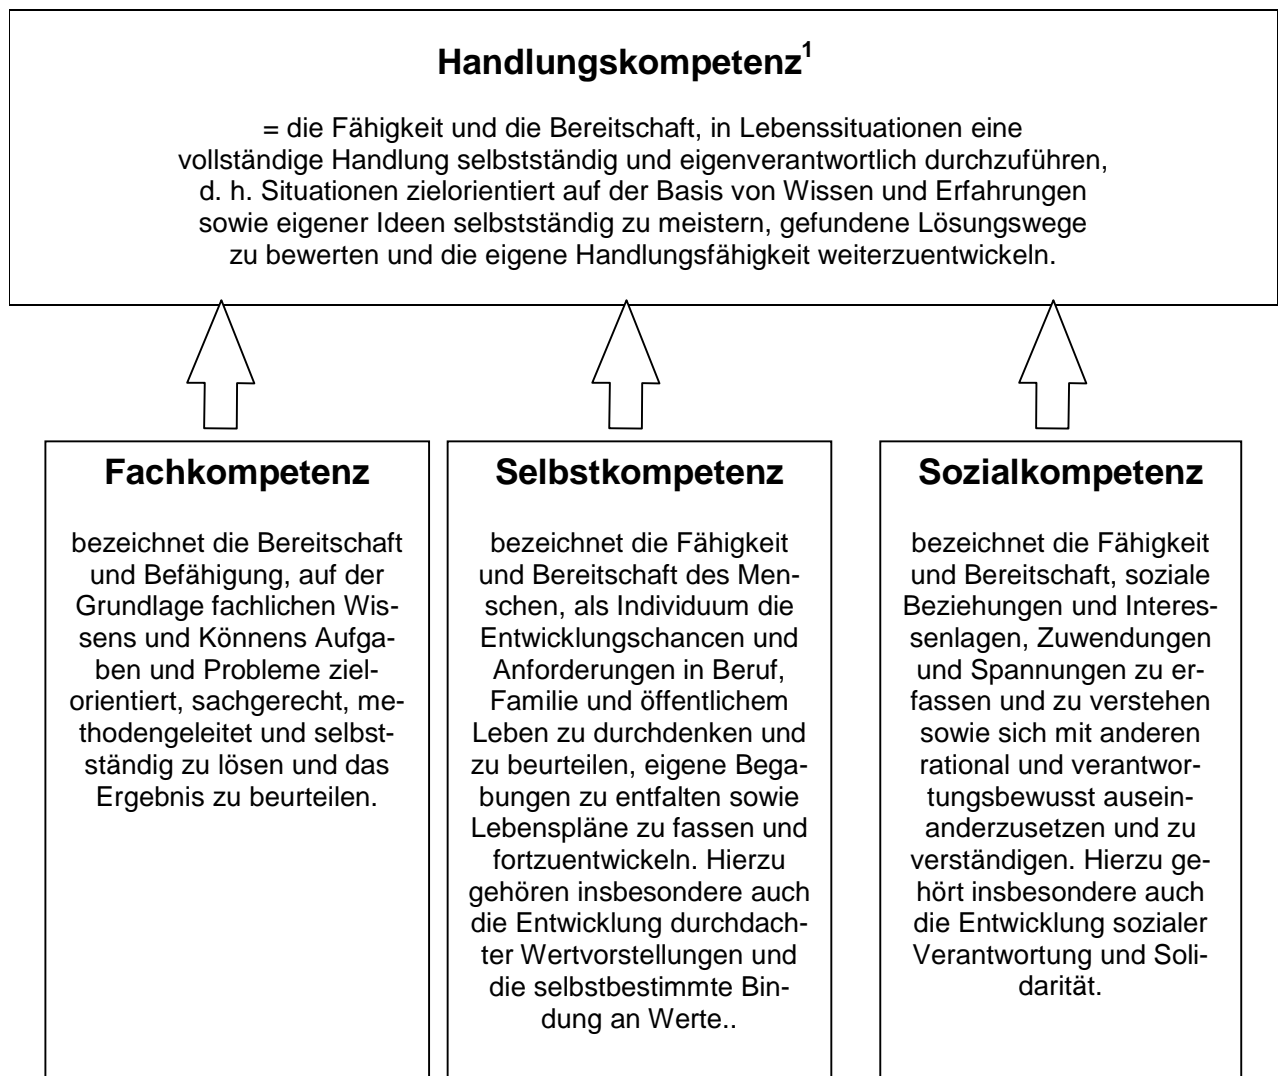 Handlungskompetenz¹
= die Fähigkeit und die Bereitschaft, in Lebenssituationen eine
vollständige Handlung selbstständig und eigenverantwortlich durchzuführen,
d. h. Situationen zielorientiert auf der Basis von Wissen und Erfahrungen
sowie eigener Ideen selbstständig zu meistern, gefundene Lösungswege
zu bewerten und die eigene Handlungsfähigkeit weiterzuentwickeln.
Fachkompetenz
bezeichnet die Bereitschaft
und Befähigung, auf der
Grundlage fachlichen Wis-
sens und Könnens Aufga-
ben und Probleme ziel-
orientiert, sachgerecht, me-
thodengeleitet und selbst-
ständig zu lösen und das
Ergebnis zu beurteilen.
Selbstkompetenz
bezeichnet die Fähigkeit
und Bereitschaft des Men-
schen, als Individuum die
Entwicklungschancen und
Anforderungen in Beruf,
Familie und öffentlichem
Leben zu durchdenken und
zu beurteilen, eigene Bega-
bungen zu entfalten sowie
Lebenspläne zu fassen und
fortzuentwickeln. Hierzu
gehören insbesondere auch
die Entwicklung durchdach-
ter Wertvorstellungen und
die selbstbestimmte Bin-
dung an Werte..
Sozialkompetenz
bezeichnet die Fähigkeit
und Bereitschaft, soziale
Beziehungen und Interes-
senlagen, Zuwendungen
und Spannungen zu er-
fassen und zu verstehen
sowie sich mit anderen
rational und verantwor-
tungsbewusst ausein-
anderzusetzen und zu
verständigen. Hierzu ge-
hört insbesondere auch
die Entwicklung sozialer
Verantwortung und Soli-
darität.